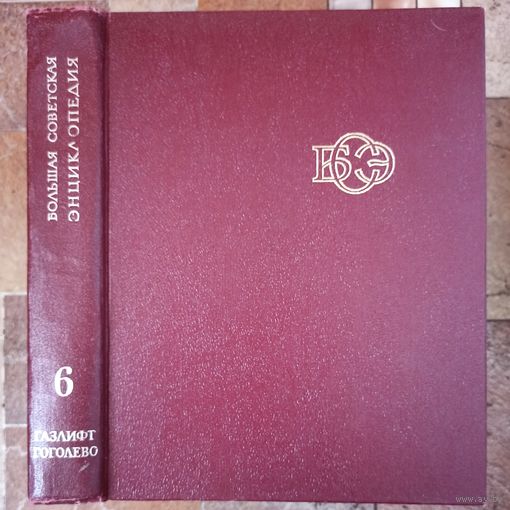 БОЛЬШАЯ СОВЕТСКАЯ
ЭНЦИКЛОПЕДИЯ
6
ГАЗЛИФТ
ГОГОЛЕВО
БСЭ